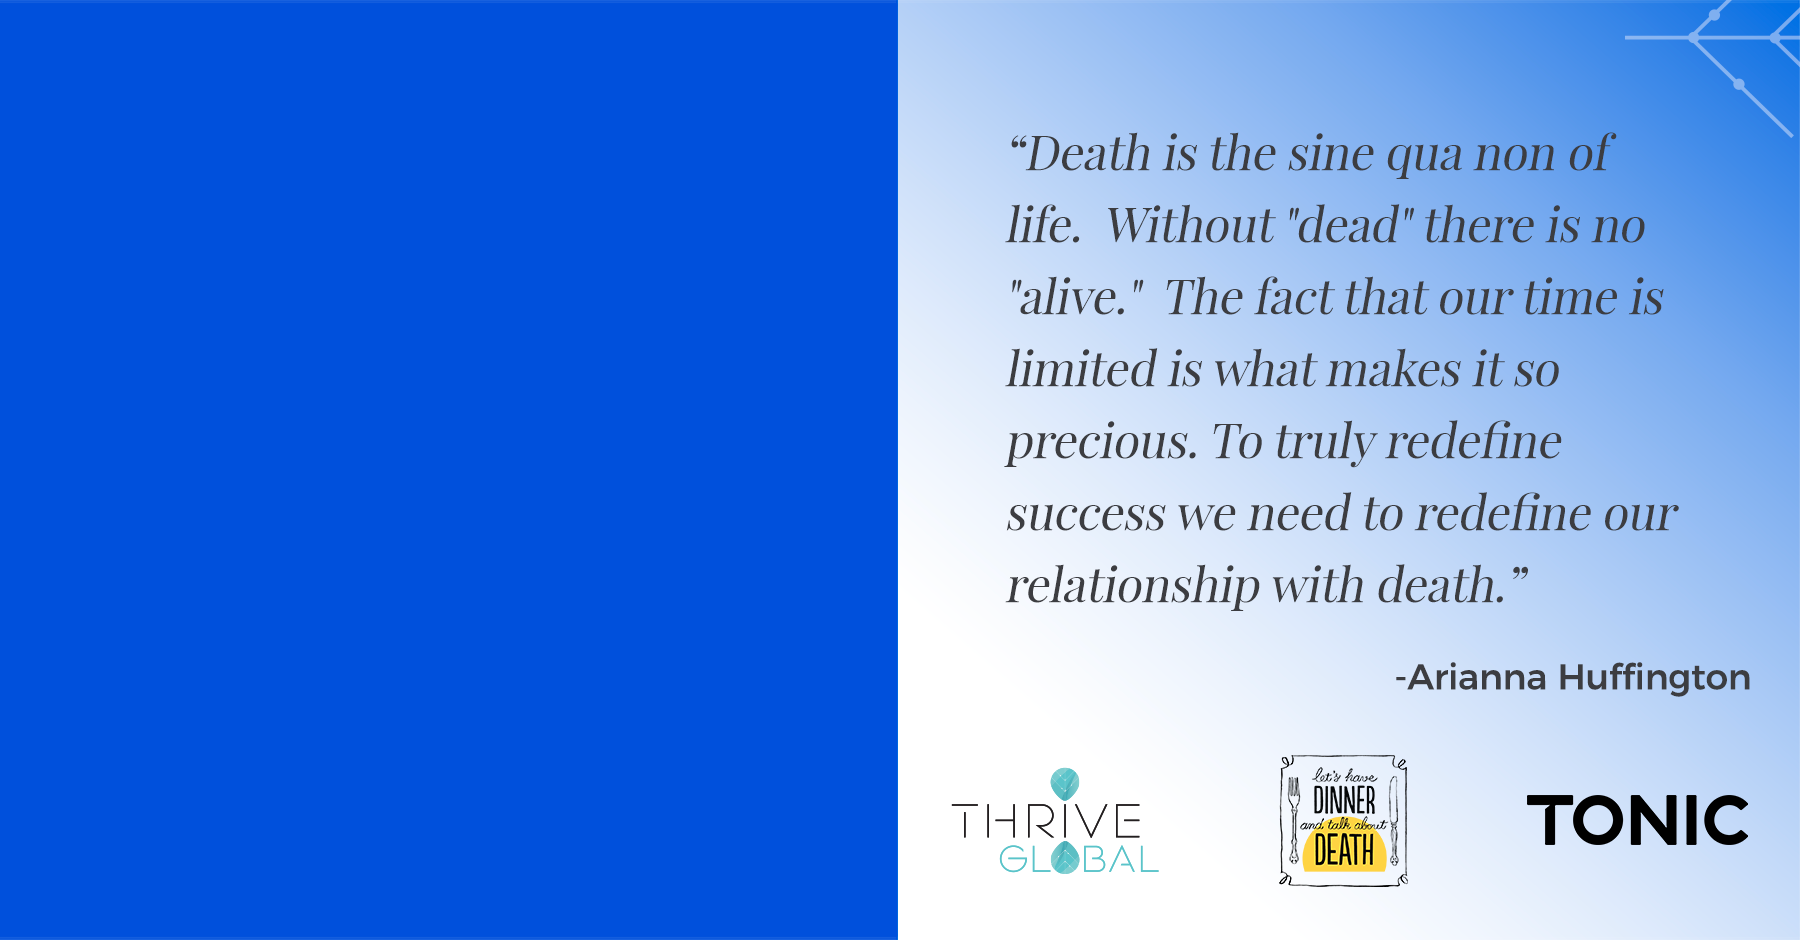 “Death is the sine qua non of
life.  Without "dead" there is no
"alive."  The fact that our time is
limited is what makes it so
precious. To truly redefine
success we need to redefine our
relationship with death.”
-Arianna Huffington
THRIVE
GLOBAL
let's have
DINNER
and talk about
DEATH
TONIC